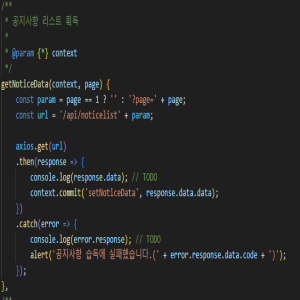 /**
 * 공지사항 리스트 획득
 *
 * @param {*} context
 */
getNoticeData(context, page) {
    const param = page == 1 ? '' : '?page=' + page;
    const url = '/api/noticelist' + param;

    axios.get(url)
    .then(response => {
        console.log(response.data); // TODO
        context.commit('setNoticeData', response.data.data);
    })
    .catch(error => {
        console.log(error.response); // TODO
        alert('공지사항 습득에 실패했습니다.(' + error.response.data.code + ')');
    });
},
/**